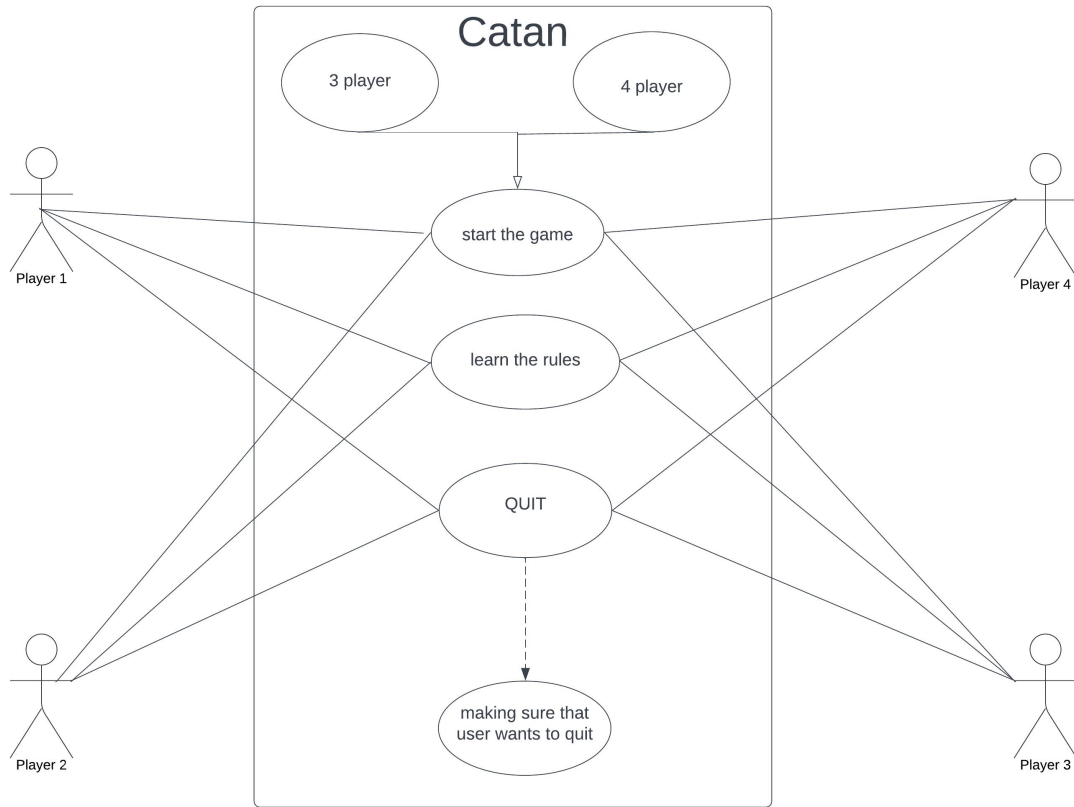 Catan
3 player
4 player
start the game
Player 1
Player 4
learn the rules
QUIT
making sure that
user wants to quit
Player 2
Player 3